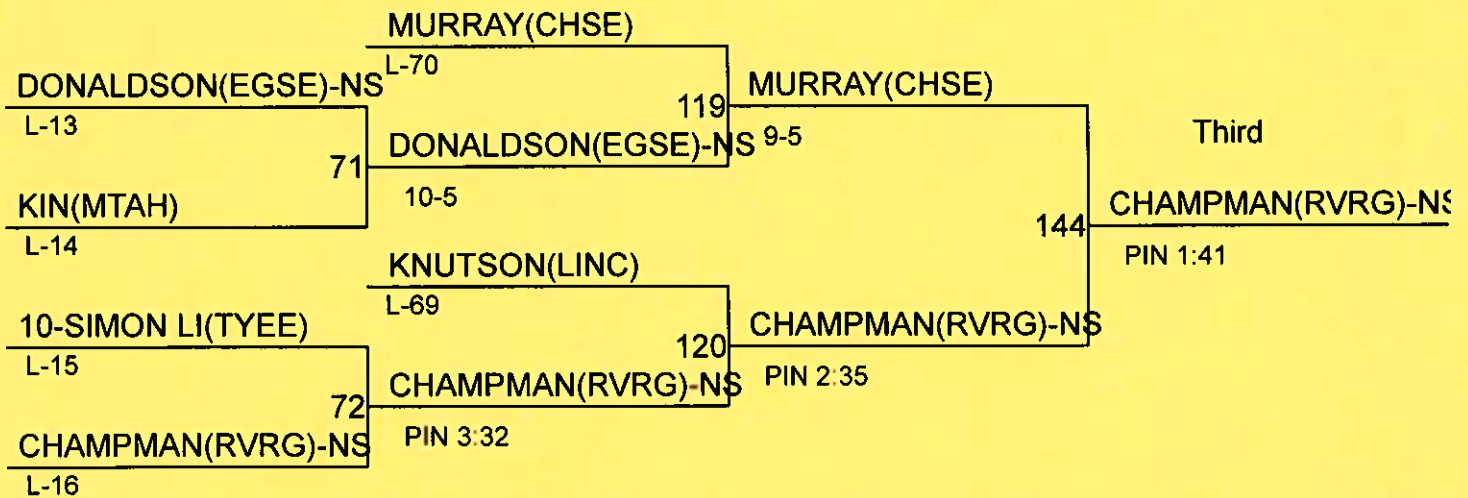 MURRAY(CHSE)
L-70
DONALDSON(EGSE)-NS
L-13
119
MURRAY(CHSE)
9-5
Third
71
DONALDSON(EGSE)-NS
10-5
KIN(MTAH)
L-14
144
CHAMPMAN(RVRG)-NS
PIN 1:41
KNUTSON(LINC)
L-69
10-SIMON LI(TYEE)
L-15
120
CHAMPMAN(RVRG)-NS
PIN 2:35
72
CHAMPMAN(RVRG)-NS
PIN 3:32
CHAMPMAN(RVRG)-NS
L-16